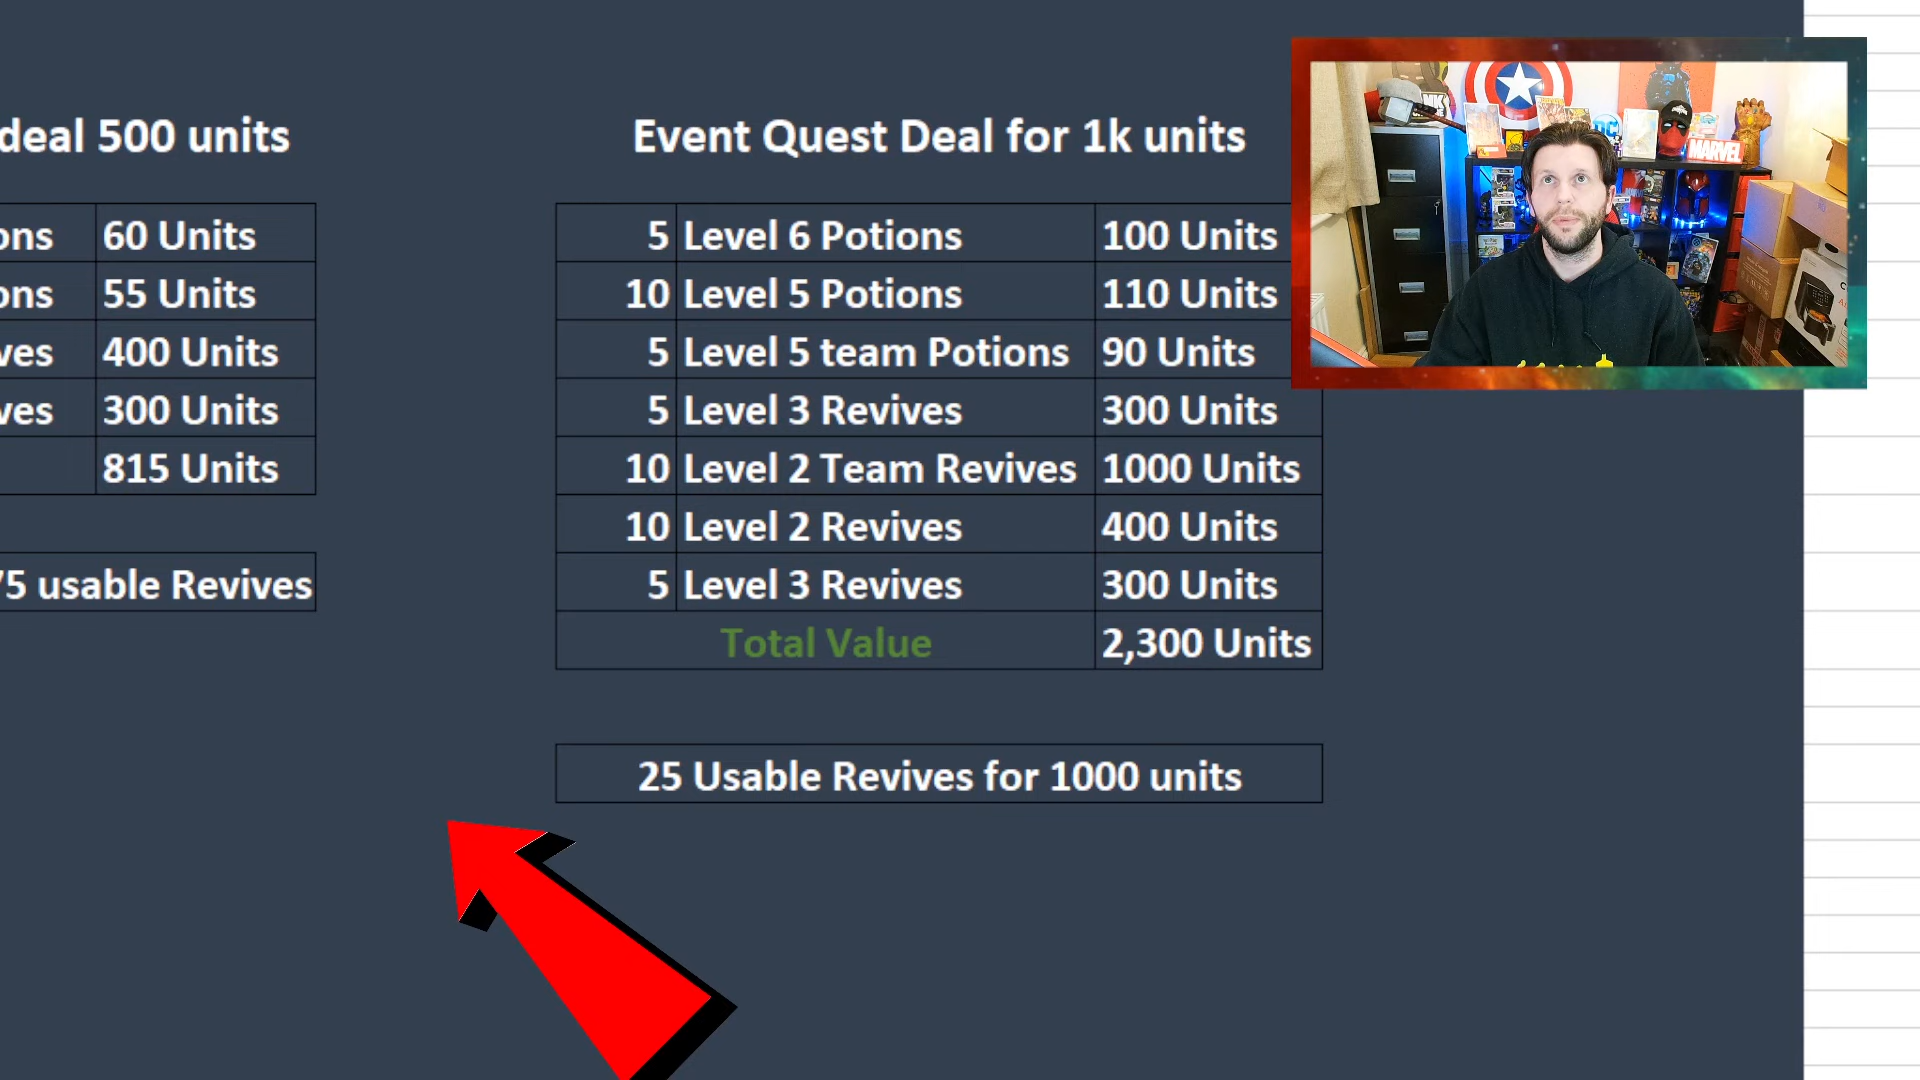 deal 500 units
ons 60 Units
ons 55 Units
ves 400 Units
ves 300 Units
815 Units
75 usable Revives
Event Quest Deal for 1k units
5 Level 6 Potions 100 Units
10 Level 5 Potions 110 Units
5 Level 5 team Potions 90 Units
5 Level 3 Revives 300 Units
10 Level 2 Team Revives 1000 Units
10 Level 2 Revives 400 Units
5 Level 3 Revives 300 Units
Total Value 2,300 Units
25 Usable Revives for 1000 units
MARVEL